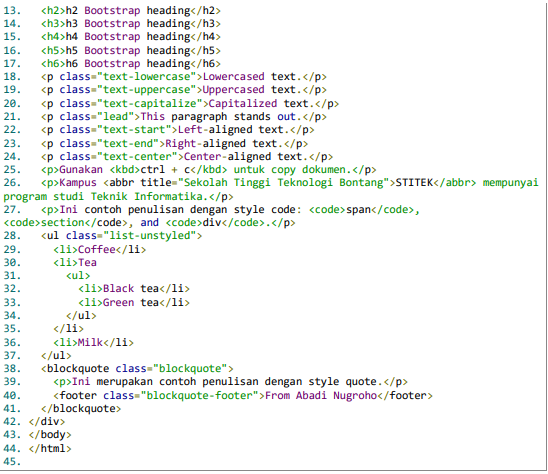 13.   <h2>h2 Bootstrap heading</h2>
14.   <h3>h3 Bootstrap heading</h3>
15.   <h4>h4 Bootstrap heading</h4>
16.   <h5>h5 Bootstrap heading</h5>
17.   <h6>h6 Bootstrap heading</h6>
18.   <p class="text-lowercase">Lowercased text.</p>
19.   <p class="text-uppercase">Uppercased text.</p>
20.   <p class="text-capitalize">Capitalized text.</p>
21.   <p class="lead">This paragraph stands out.</p>
22.   <p class="text-start">Left-aligned text.</p>
23.   <p class="text-end">Right-aligned text.</p>
24.   <p class="text-center">Center-aligned text.</p>
25.   <p>Gunakan <kbd>ctrl + c</kbd> untuk copy dokumen.</p>
26.   <p>Kampus <abbr title="Sekolah Tinggi Teknologi Bontang">STITEK</abbr> mempunyai
program studi Teknik Informatika.</p>
27.   <p>Ini contoh penulisan dengan style code: <code>span</code>,
<code>section</code>, and <code>div</code>.</p>
28.   <ul class="list-unstyled">
29.     <li>Coffee</li>
30.     <li>Tea
31.       <ul>
32.         <li>Black tea</li>
33.         <li>Green tea</li>
34.       </ul>
35.     </li>
36.     <li>Milk</li>
37.   </ul>
38.   <blockquote class="blockquote">
39.     <p>Ini merupakan contoh penulisan dengan style quote.</p>
40.     <footer class="blockquote-footer">From Abadi Nugroho</footer>
41.   </blockquote>
42. </div>
43. </body>
44. </html>
45.